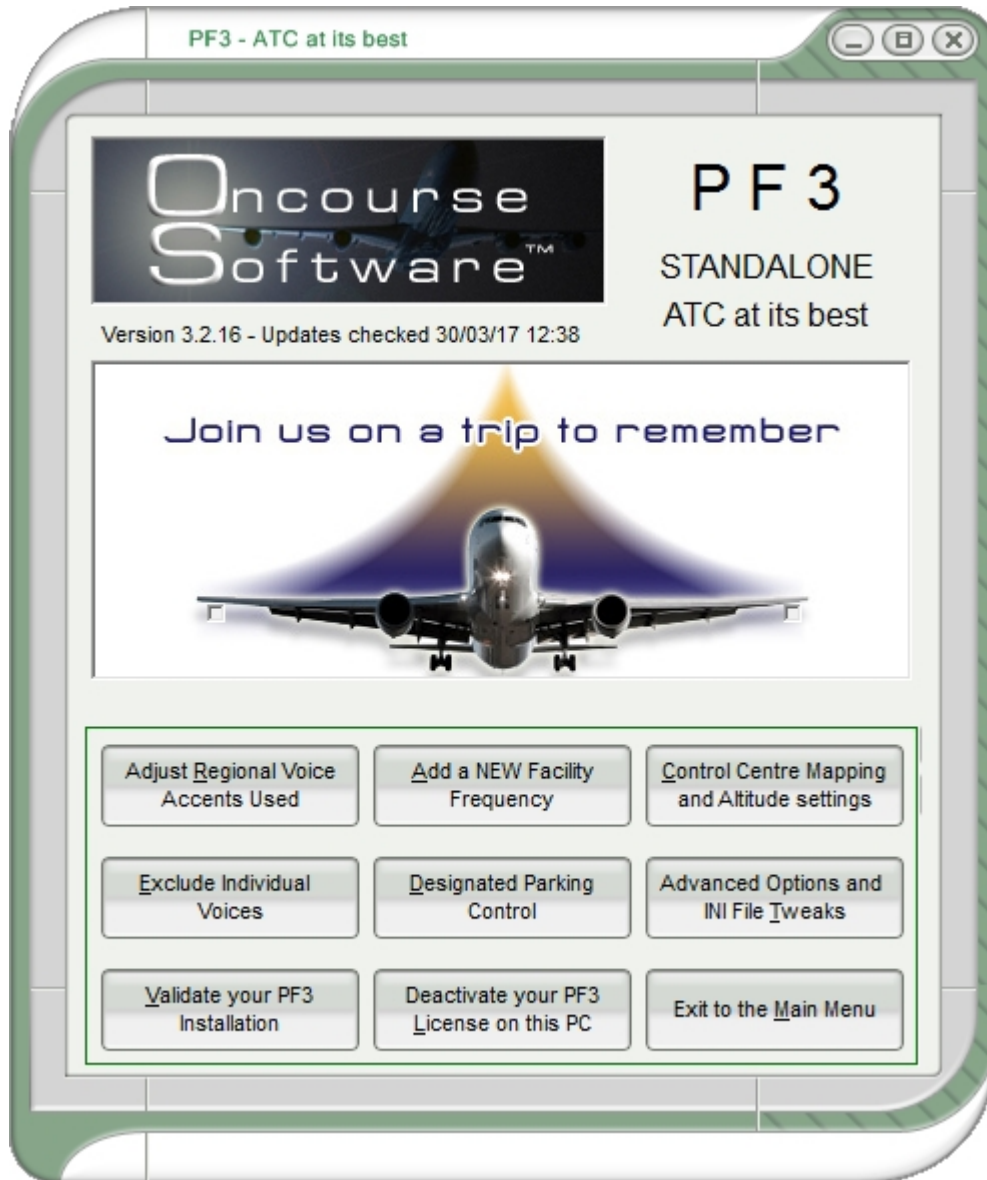 PF3 - ATC at its best
Oncourse
Software™
PF3
STANDALONE
ATC at its best
Version 3.2.16 - Updates checked 30/03/17 12:38
Join us on a trip to remember
Adjust Regional Voice
Accents Used
Add a NEW Facility
Frequency
Control Centre Mapping
and Altitude settings
Exclude Individual
Voices
Designated Parking
Control
Advanced Options and
INI File Tweaks
Validate your PF3
Installation
Deactivate your PF3
License on this PC
Exit to the Main Menu